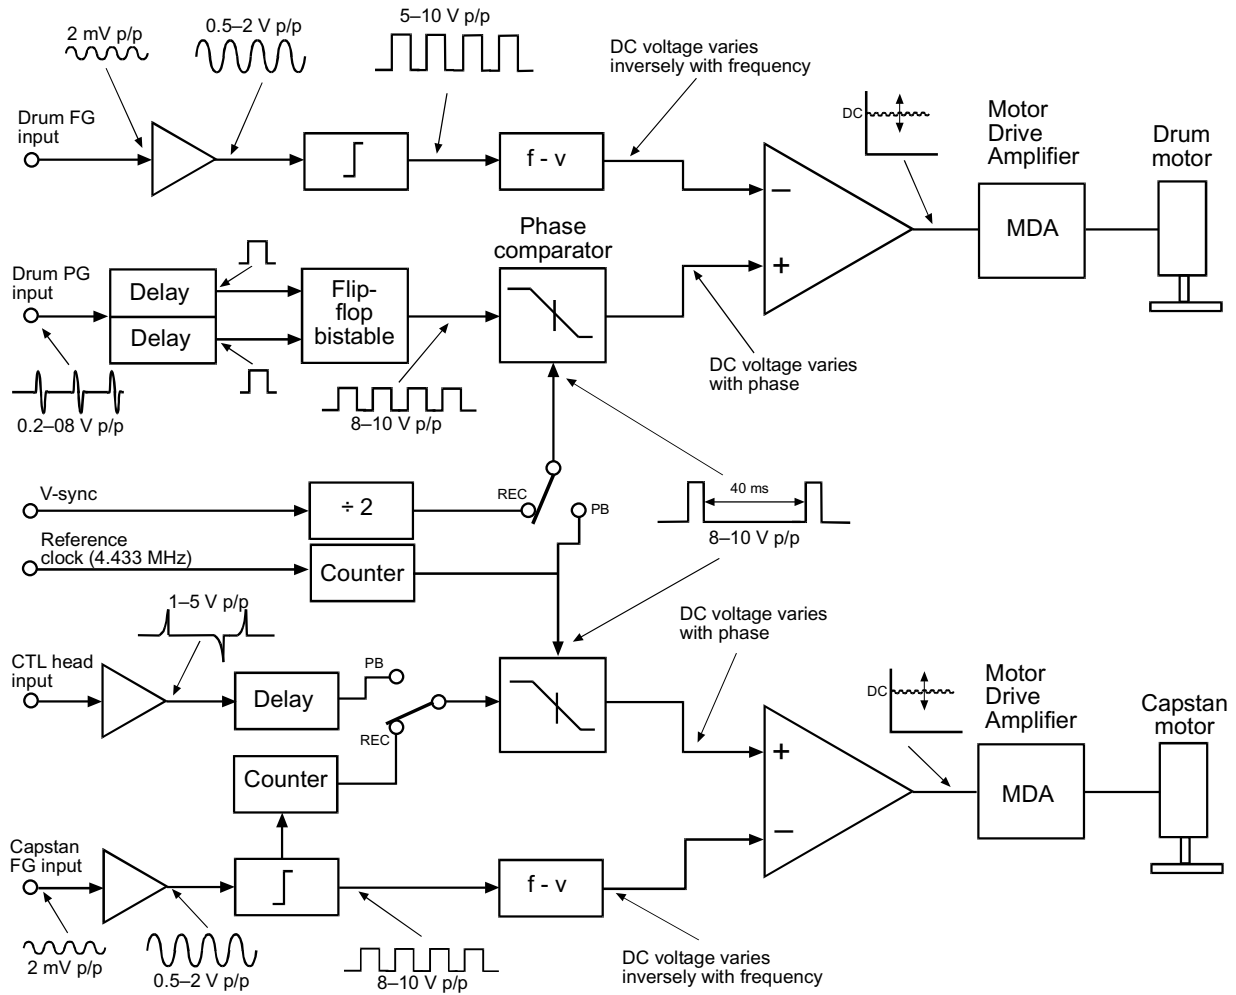 2 mV p/p
0.5–2 V p/p
5–10 V p/p
DC voltage varies
inversely with frequency
Drum FG
input
f - v
DC
Motor
Drive
Amplifier
Drum
motor
–
+
MDA
Phase
comparator
Drum PG
input
Delay
Delay
Flip-
flop
bistable
0.2–08 V p/p
8–10 V p/p
DC voltage varies
with phase
V-sync
÷ 2
REC
PB
40 ms
8–10 V p/p
Reference
clock (4.433 MHz)
Counter
1–5 V p/p
CTL head
input
Delay
PB
REC
DC voltage varies
with phase
DC
Motor
Drive
Amplifier
Capstan
motor
+
–
MDA
Counter
Capstan
FG input
f - v
2 mV p/p
0.5–2 V p/p
8–10 V p/p
DC voltage varies
inversely with frequency